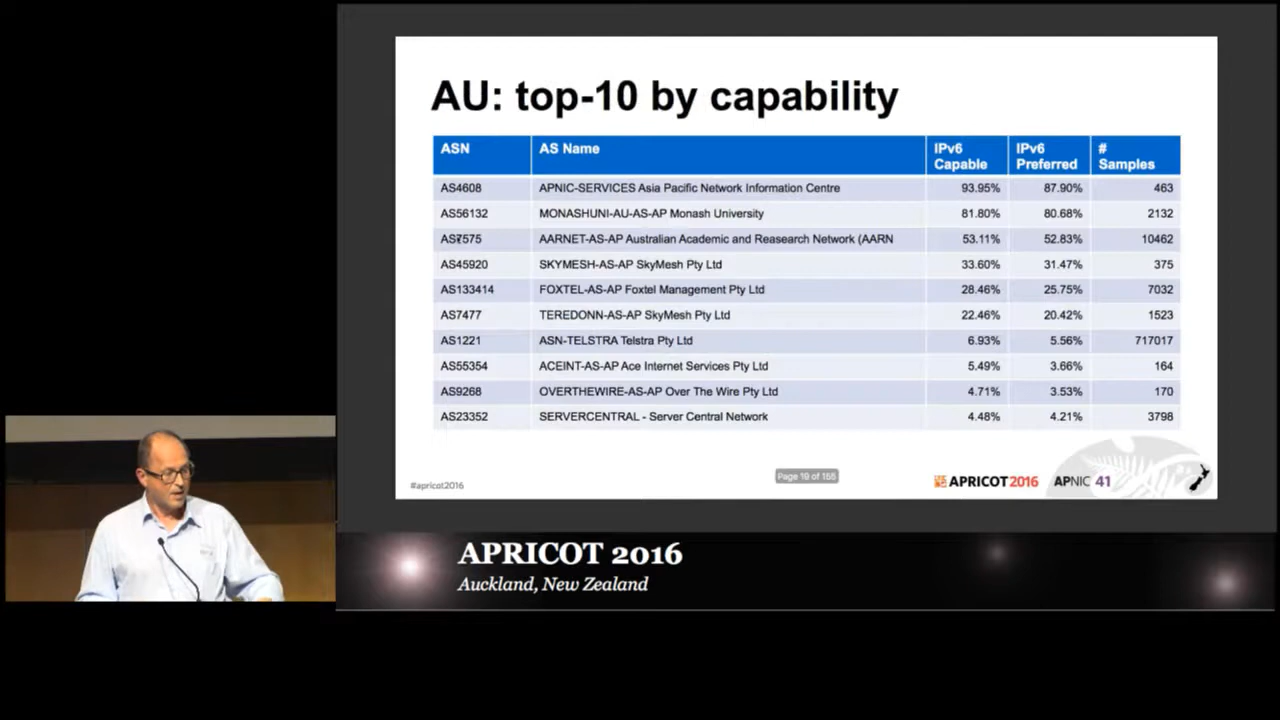 AU: top-10 by capability
ASN AS Name IPv6 Capable IPv6 Preferred # Samples
AS4608 APNIC-SERVICES Asia Pacific Network Information Centre 93.95% 87.90% 463
AS56132 MONASHUNI-AU-AS-AP Monash University 81.80% 80.68% 2132
AS7575 AARNET-AS-AP Australian Academic and Reasearch Network (AARN 53.11% 52.83% 10462
AS45920 SKYMESH-AS-AP SkyMesh Pty Ltd 33.60% 31.47% 375
AS133414 FOXTEL-AS-AP Foxtel Management Pty Ltd 28.46% 25.75% 7032
AS7477 TEREDONN-AS-AP SkyMesh Pty Ltd 22.46% 20.42% 1523
AS1221 ASN-TELSTRA Telstra Pty Ltd 6.93% 5.56% 717017
AS55354 ACEINT-AS-AP Ace Internet Services Pty Ltd 5.49% 3.66% 164
AS9268 OVERTHEWIRE-AS-AP Over The Wire Pty Ltd 4.71% 3.53% 170
AS23352 SERVERCENTRAL - Server Central Network 4.48% 4.21% 3798
#apricot2016 Page 19 of 155 APRICOT2016 APNIC 41
APRICOT 2016
Auckland, New Zealand